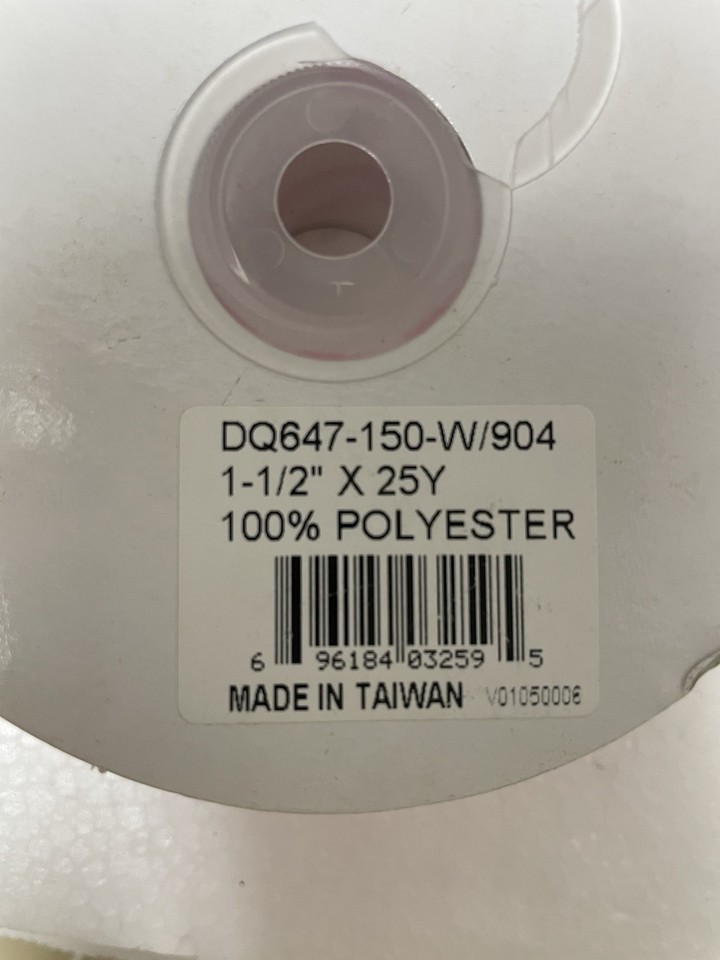 DQ647-150-W/904
1-1/2" X 25Y
100% POLYESTER
6 96184 03259 5
MADE IN TAIWAN V01050006